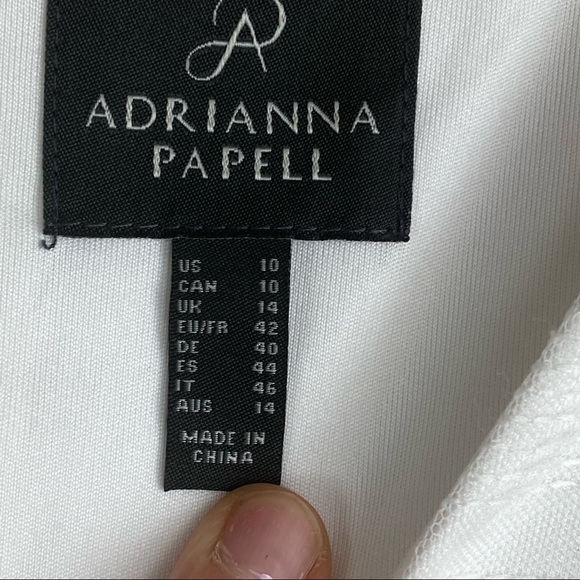 AP
ADRIANNA
PAPELL
US 10
CAN 10
UK 14
EU/FR 42
DE 40
ES 44
IT 46
AUS 14
MADE IN
CHINA